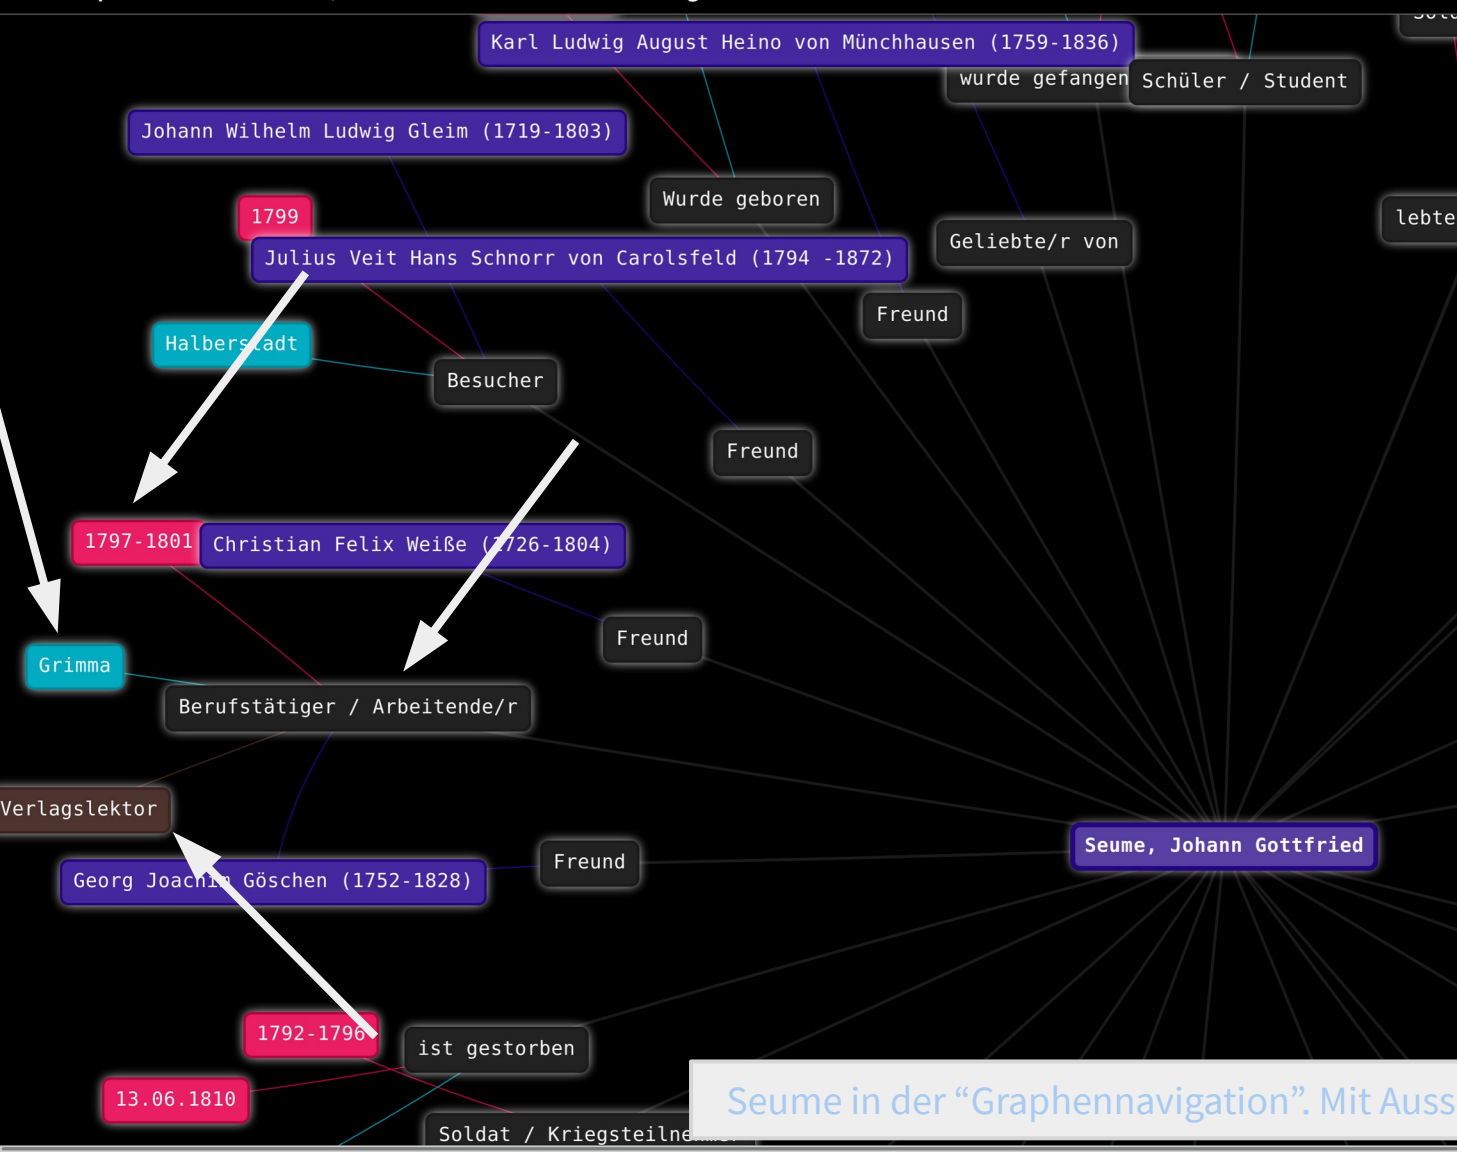 Karl Ludwig August Heino von Münchhausen (1759-1836)
wurde gefangen
Schüler / Student
Johann Wilhelm Ludwig Gleim (1719-1803)
Wurde geboren
1799
lebte
Geliebte/r von
Julius Veit Hans Schnorr von Carolsfeld (1794 -1872)
Freund
Halberstadt
Besucher
Freund
1797-1801
Christian Felix Weiße (1726-1804)
Freund
Grimma
Berufstätiger / Arbeitende/r
Verlagslektor
Seume, Johann Gottfried
Freund
Georg Joachim Göschen (1752-1828)
1792-1796
ist gestorben
13.06.1810
Seume in der “Graphennavigation”. Mit Auss
Soldat / Kriegsteilnehmer